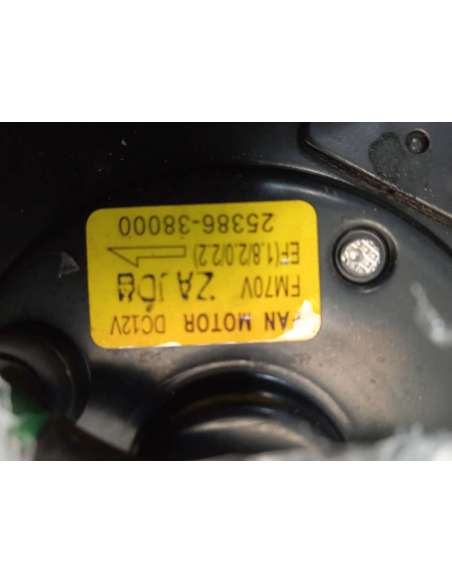 FAN MOTOR DC12V
FM70V
EF(1.8/2.0/2.2)
25386-38000